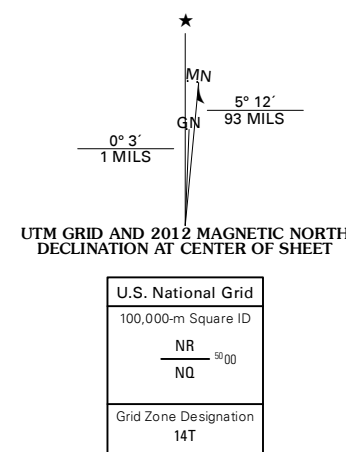 ★
MN
GN
5° 12´
93 MILS
0° 3´
1 MILS
UTM GRID AND 2012 MAGNETIC NORTH
DECLINATION AT CENTER OF SHEET
U.S. National Grid
100,000-m Square ID
NR
5000
NQ
Grid Zone Designation
14T